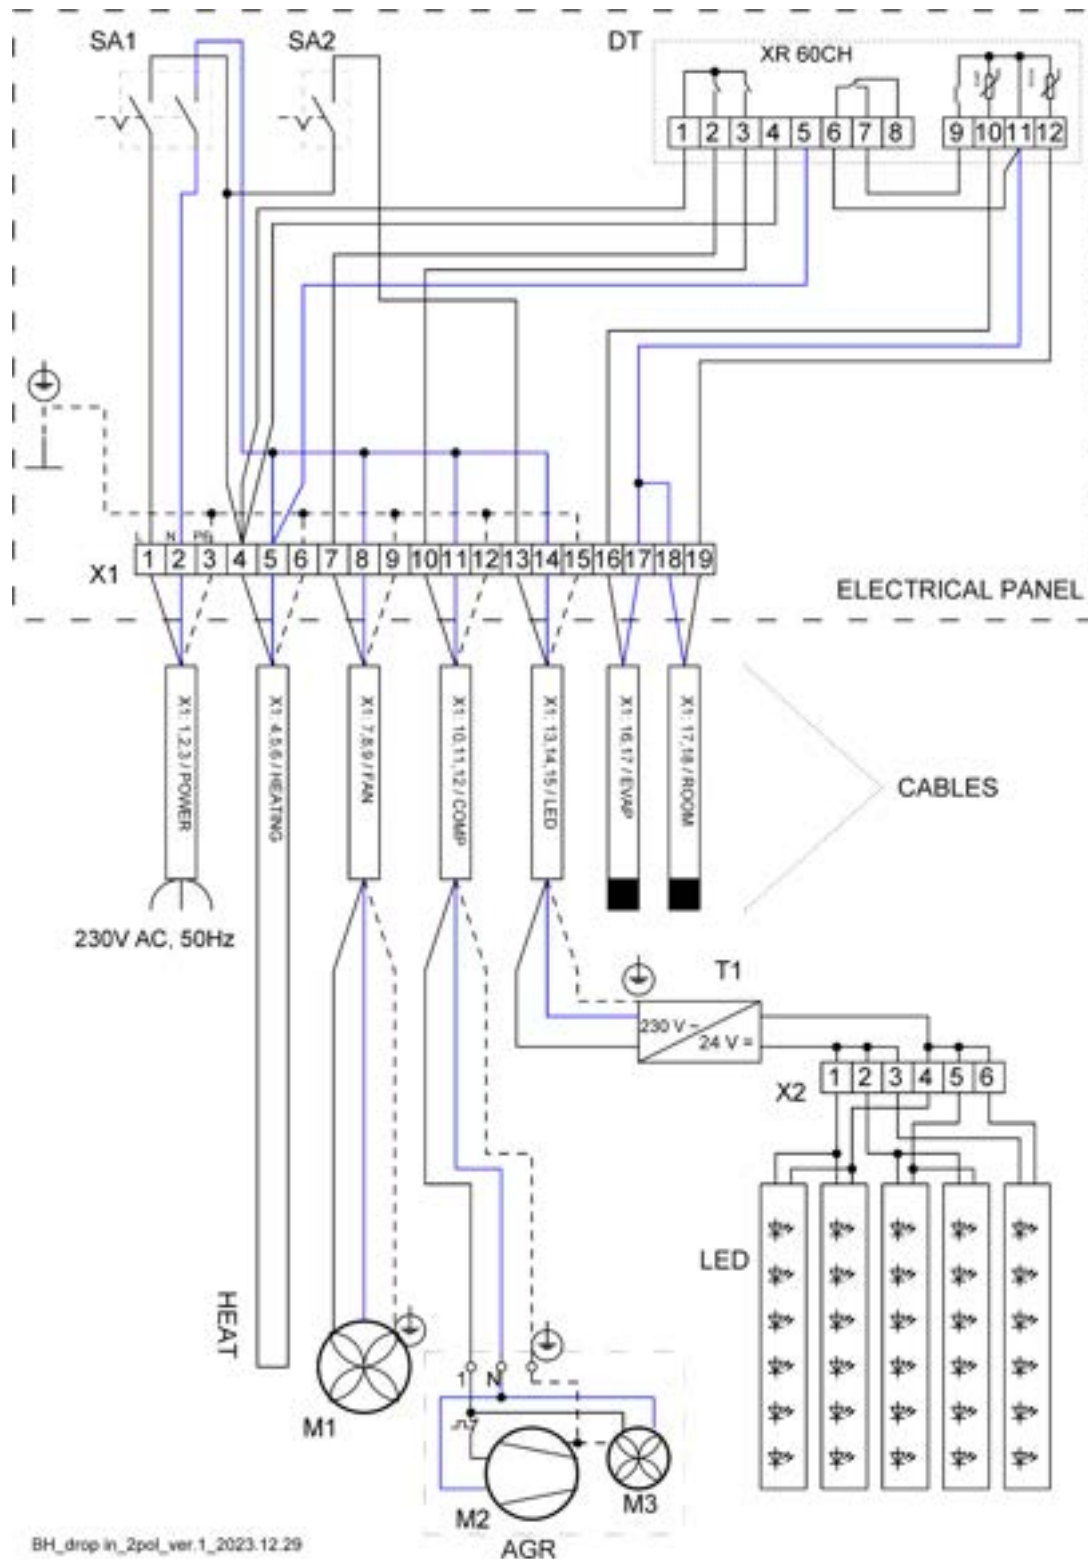 SA1 SA2 DT
XR 60CH
1 2 3 4 5 6 7 8 9 10 11 12
L N PE
X1 1 2 3 4 5 6 7 8 9 10 11 12 13 14 15 16 17 18 19
ELECTRICAL PANEL
X1: 1,2,3 / POWER
X1: 4,5,6 / HEATING
X1: 7,8,9 / FAN
X1: 10,11,12 / COMP
X1: 13,14,15 / LED
X1: 16,17 / EVAP
X1: 17,18 / ROOM
CABLES
230V AC, 50Hz
T1
230 V ~
24 V =
X2 1 2 3 4 5 6
LED
HEAT
1 N
M1
M2
M3
AGR
BH_drop in_2pol_ver.1_2023.12.29